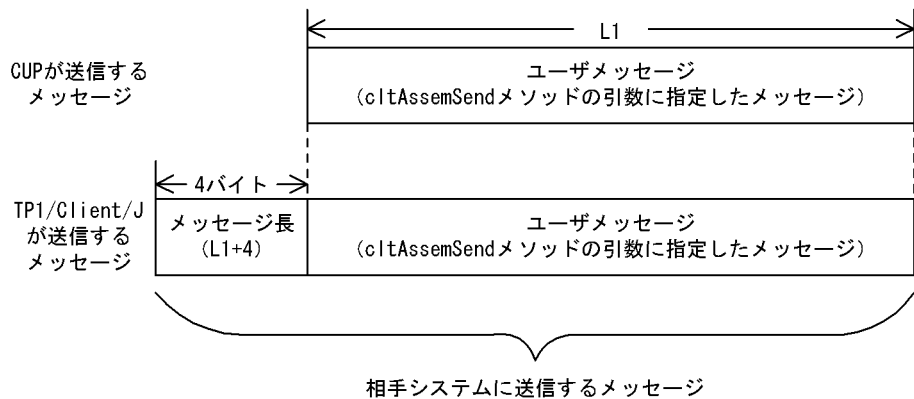 L1
CUPが送信する
メッセージ
ユーザメッセージ
(cltAssemSendメソッドの引数に指定したメッセージ)
4バイト
TP1/Client/J
が送信する
メッセージ
メッセージ長
(L1+4)
ユーザメッセージ
(cltAssemSendメソッドの引数に指定したメッセージ)
相手システムに送信するメッセージ